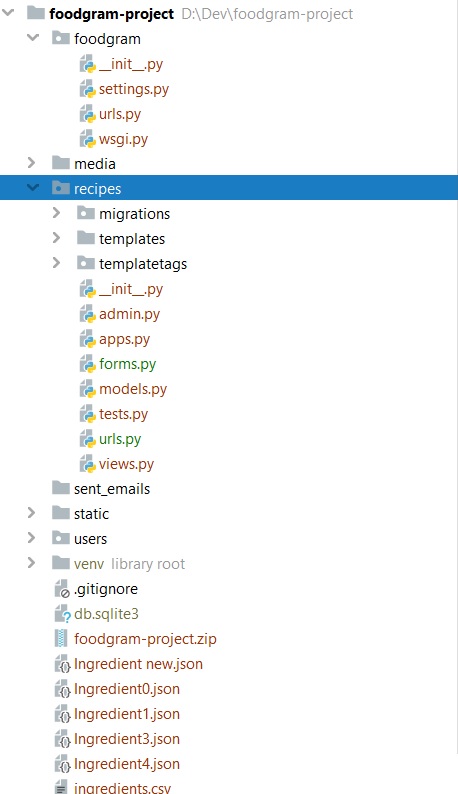 foodgram-project D:\Dev\foodgram-project
foodgram
__init__.py
settings.py
urls.py
wsgi.py
media
recipes
migrations
templates
templatetags
__init__.py
admin.py
apps.py
forms.py
models.py
tests.py
urls.py
views.py
sent_emails
static
users
venv library root
.gitignore
db.sqlite3
foodgram-project.zip
Ingredient new.json
Ingredient0.json
Ingredient1.json
Ingredient3.json
Ingredient4.json
ingredients.csv